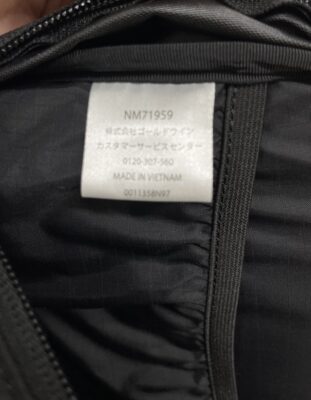 NM71959
株式会社ゴールドウイン
カスタマーサービスセンター
0120-307-560
MADE IN VIETNAM
0011358N97